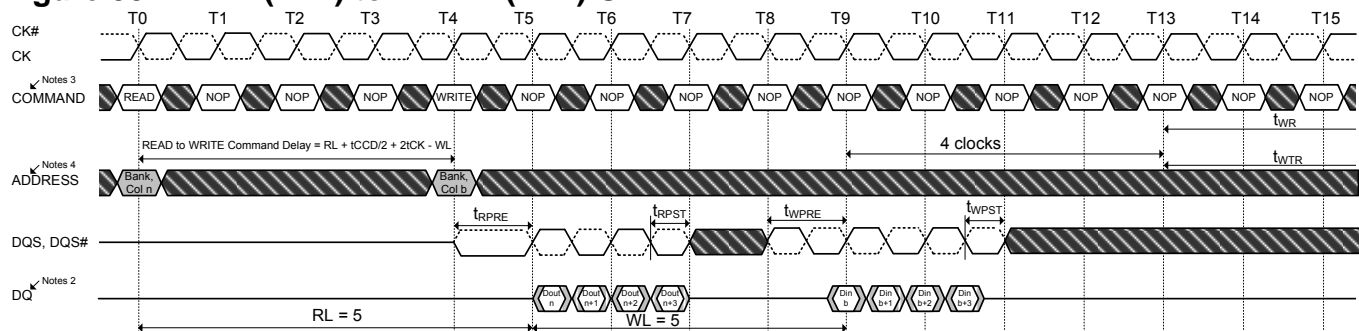 T0 T1 T2 T3 T4 T5 T6 T7 T8 T9 T10 T11 T12 T13 T14 T15
CK#
CK
Notes 3
COMMAND READ NOP NOP NOP WRITE NOP NOP NOP NOP NOP NOP NOP NOP NOP NOP NOP
tWR
READ to WRITE Command Delay = RL + tCCD/2 + 2tCK - WL
4 clocks
tWTR
Notes 4
ADDRESS
Bank, Col n
Bank, Col b
tRPRE tRPST tWPRE tWPST
DQS, DQS#
Notes 2
DQ
Dout n
Dout n+1
Dout n+2
Dout n+3
Din b
Din b+1
Din b+2
Din b+3
RL = 5 WL = 5